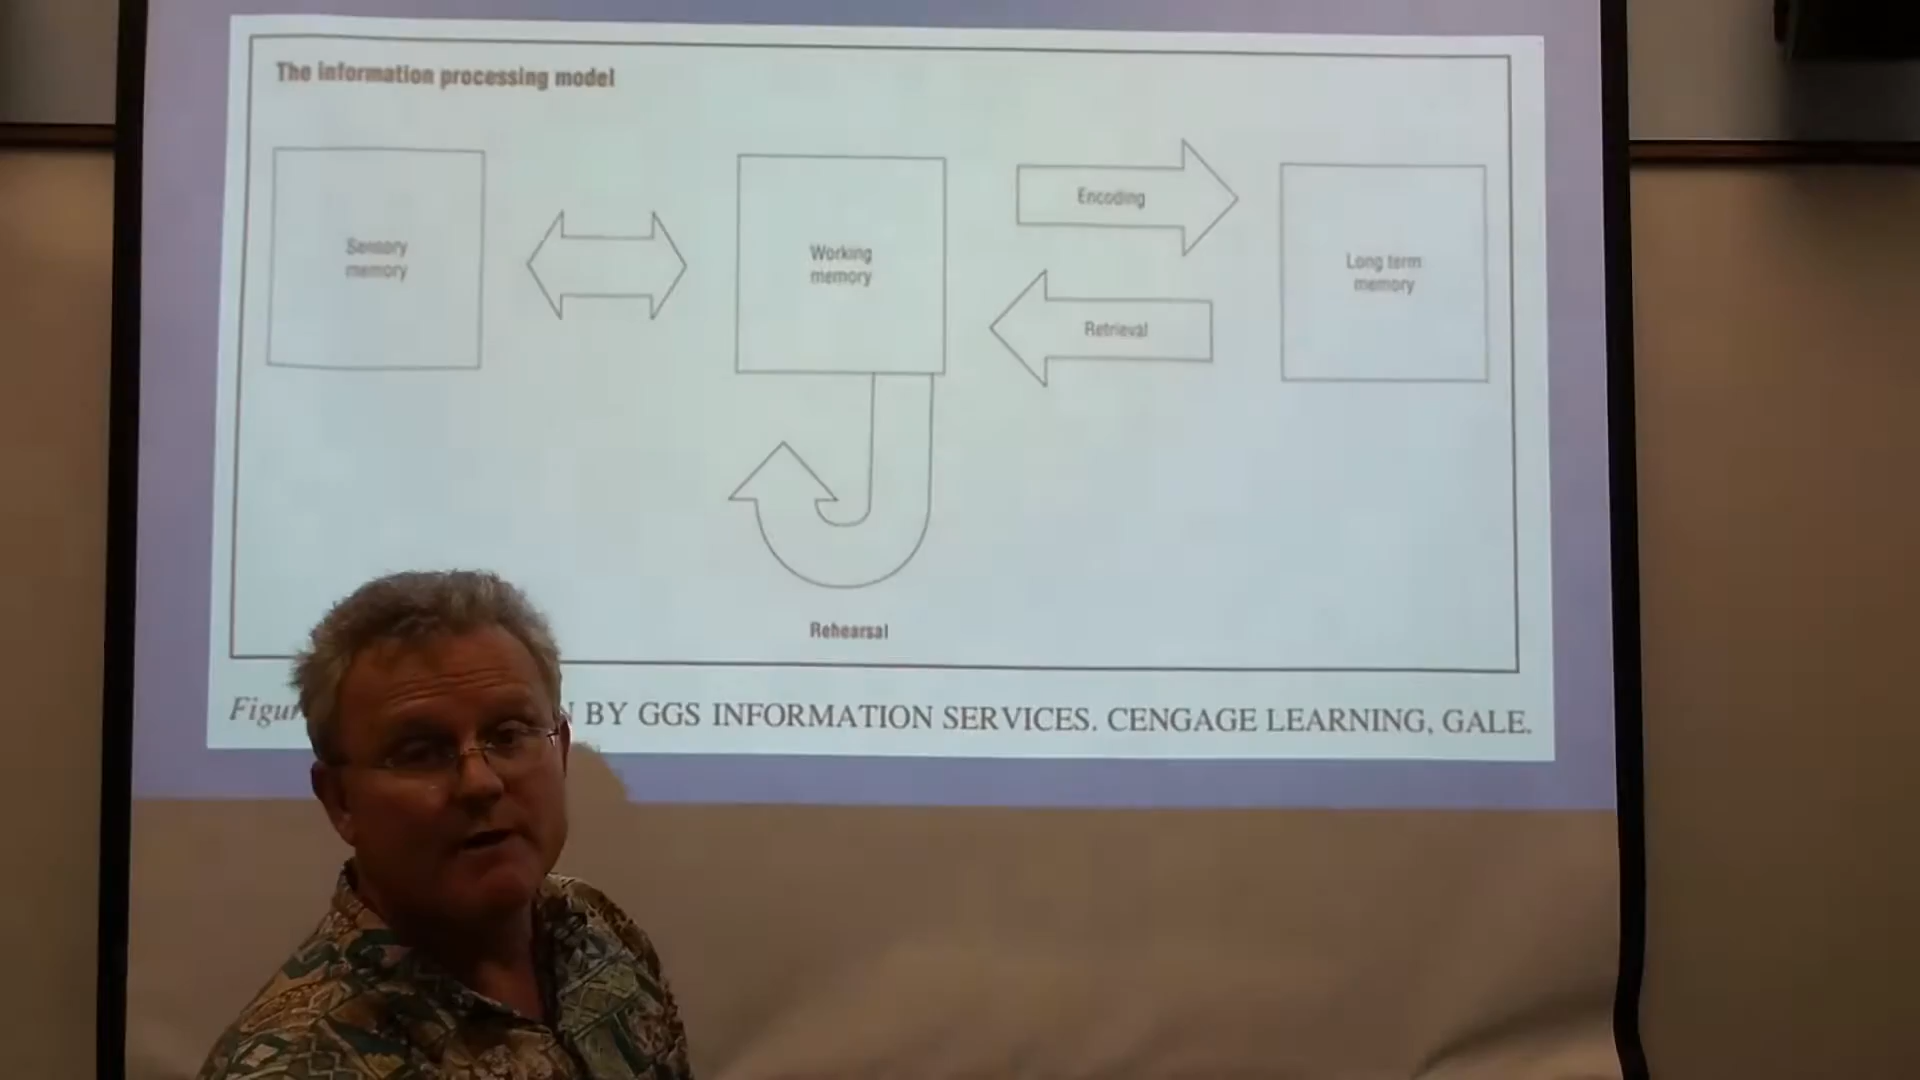 The information processing model
Sensory
memory
Working
memory
Encoding
Retrieval
Long term
memory
Rehearsal
BY GGS INFORMATION SERVICES. CENGAGE LEARNING, GALE.